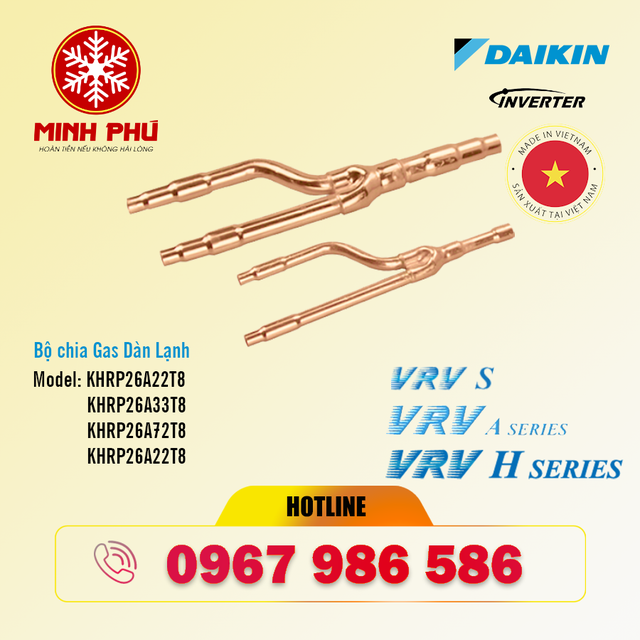 MINH PHÚ
HOÀN TIỀN NẾU KHÔNG HÀI LÒNG
DAIKIN
INVERTER
MADE IN VIETNAM
SẢN XUẤT TẠI VIỆT NAM
Bộ chia Gas Dàn Lạnh
Model: KHRP26A22T8
KHRP26A33T8
KHRP26A72T8
KHRP26A22T8
VRV S
VRV A SERIES
VRV H SERIES
HOTLINE
0967 986 586